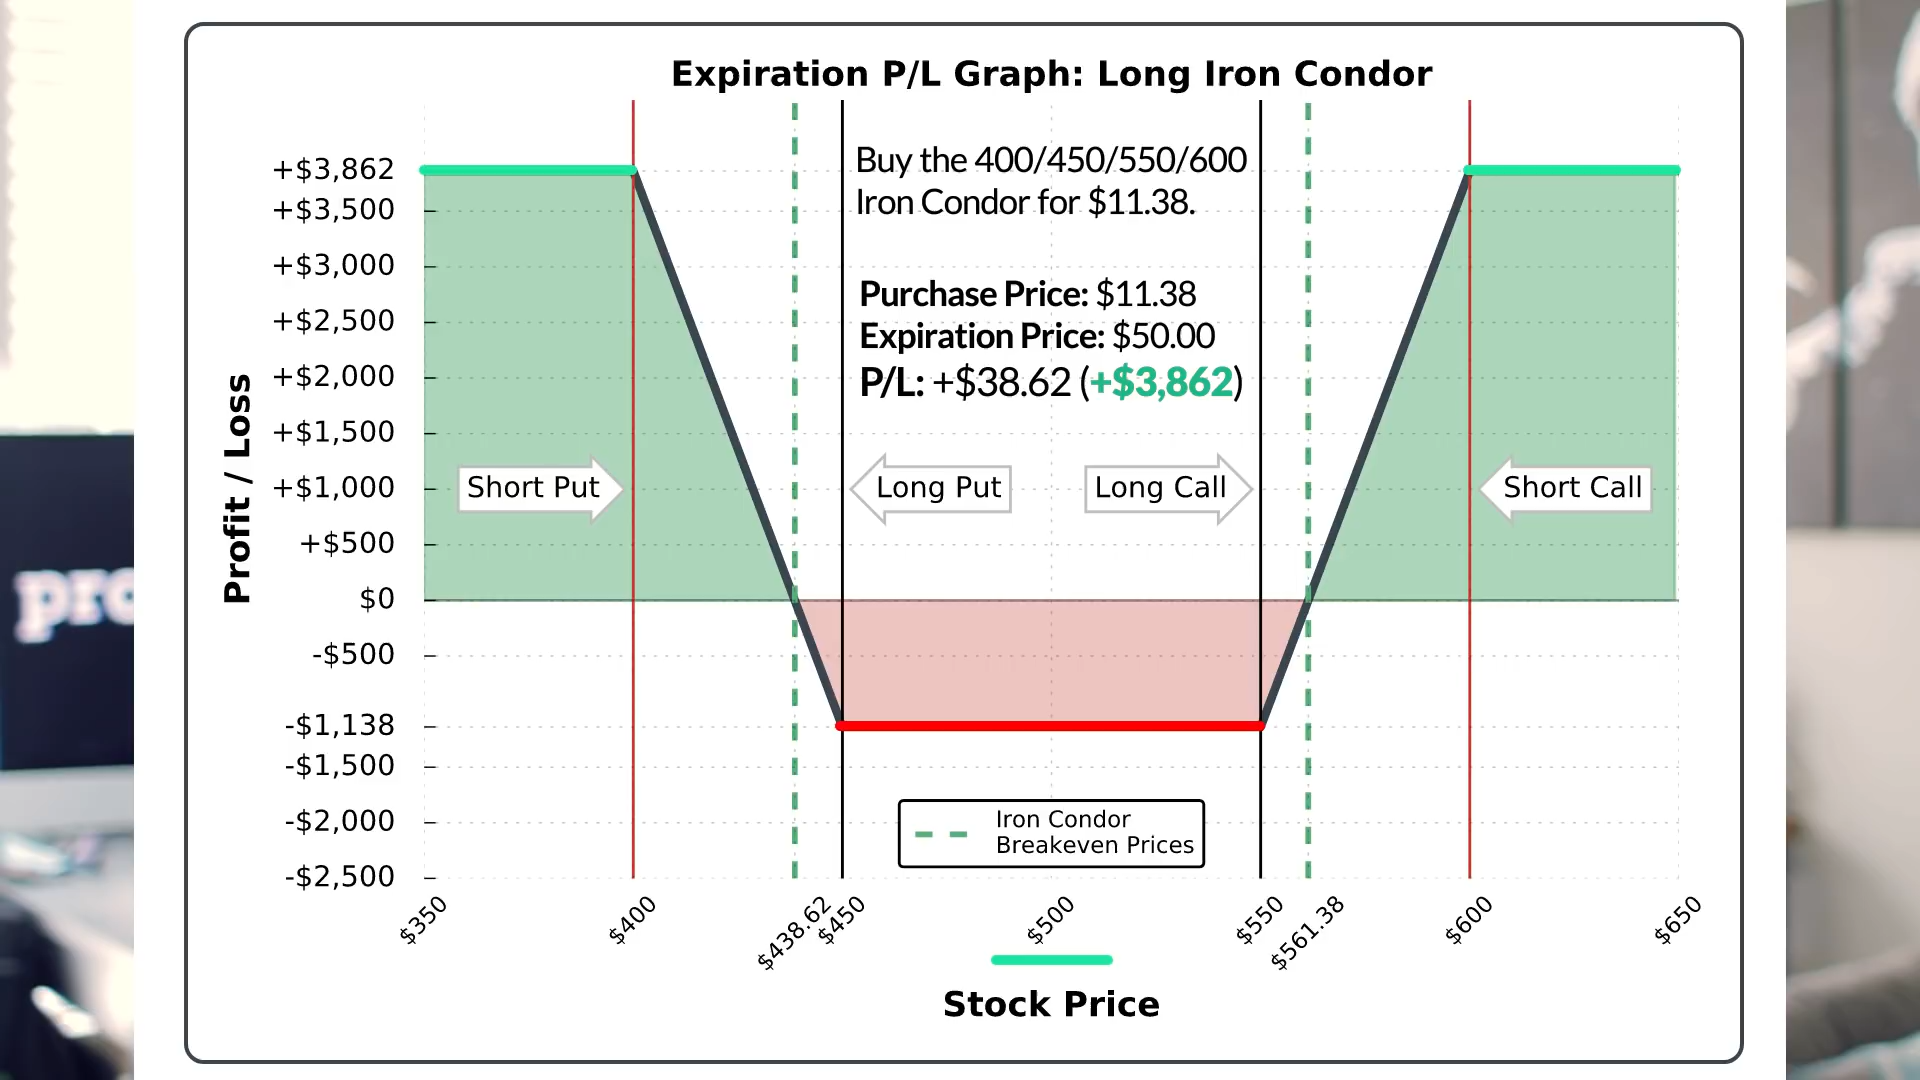 Expiration P/L Graph: Long Iron Condor
Buy the 400/450/550/600
Iron Condor for $11.38.
Purchase Price: $11.38
Expiration Price: $50.00
P/L: +$38.62 (+$3,862)
Profit / Loss
+$3,862
+$3,500
+$3,000
+$2,500
+$2,000
+$1,500
+$1,000
+$500
$0
-$500
-$1,138
-$1,500
-$2,000
-$2,500
Short Put
Long Put
Long Call
Short Call
Iron Condor
Breakeven Prices
$350
$400
$438.62
$450
$500
$550
$561.38
$600
$650
Stock Price
pro